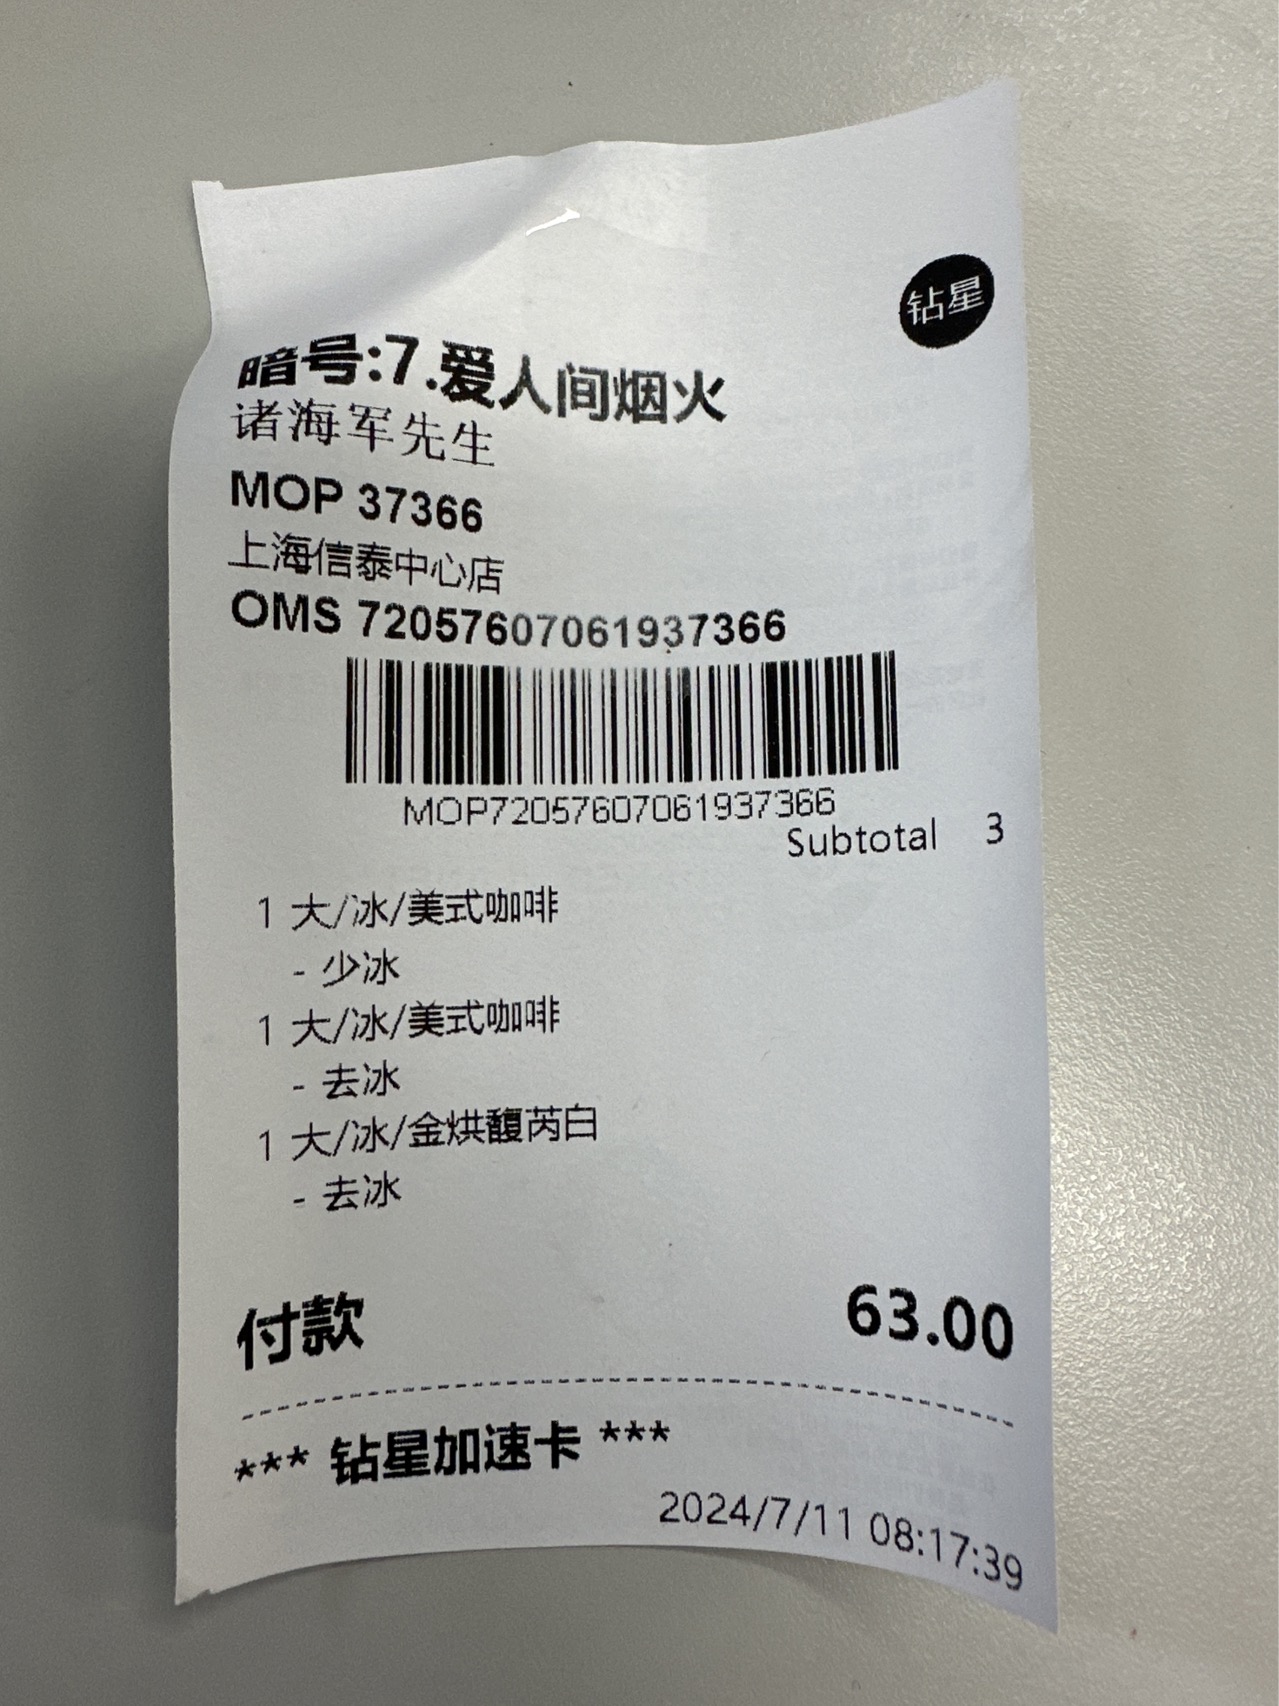 钻星
暗号:7.爱人间烟火
诸海军先生
MOP 37366
上海信泰中心店
OMS 72057607061937366
MOP72057607061937366
Subtotal 3
1 大/冰/美式咖啡
- 少冰
1 大/冰/美式咖啡
- 去冰
1 大/冰/金烘馥芮白
- 去冰
付款 63.00
*** 钻星加速卡 ***
2024/7/11 08:17:39